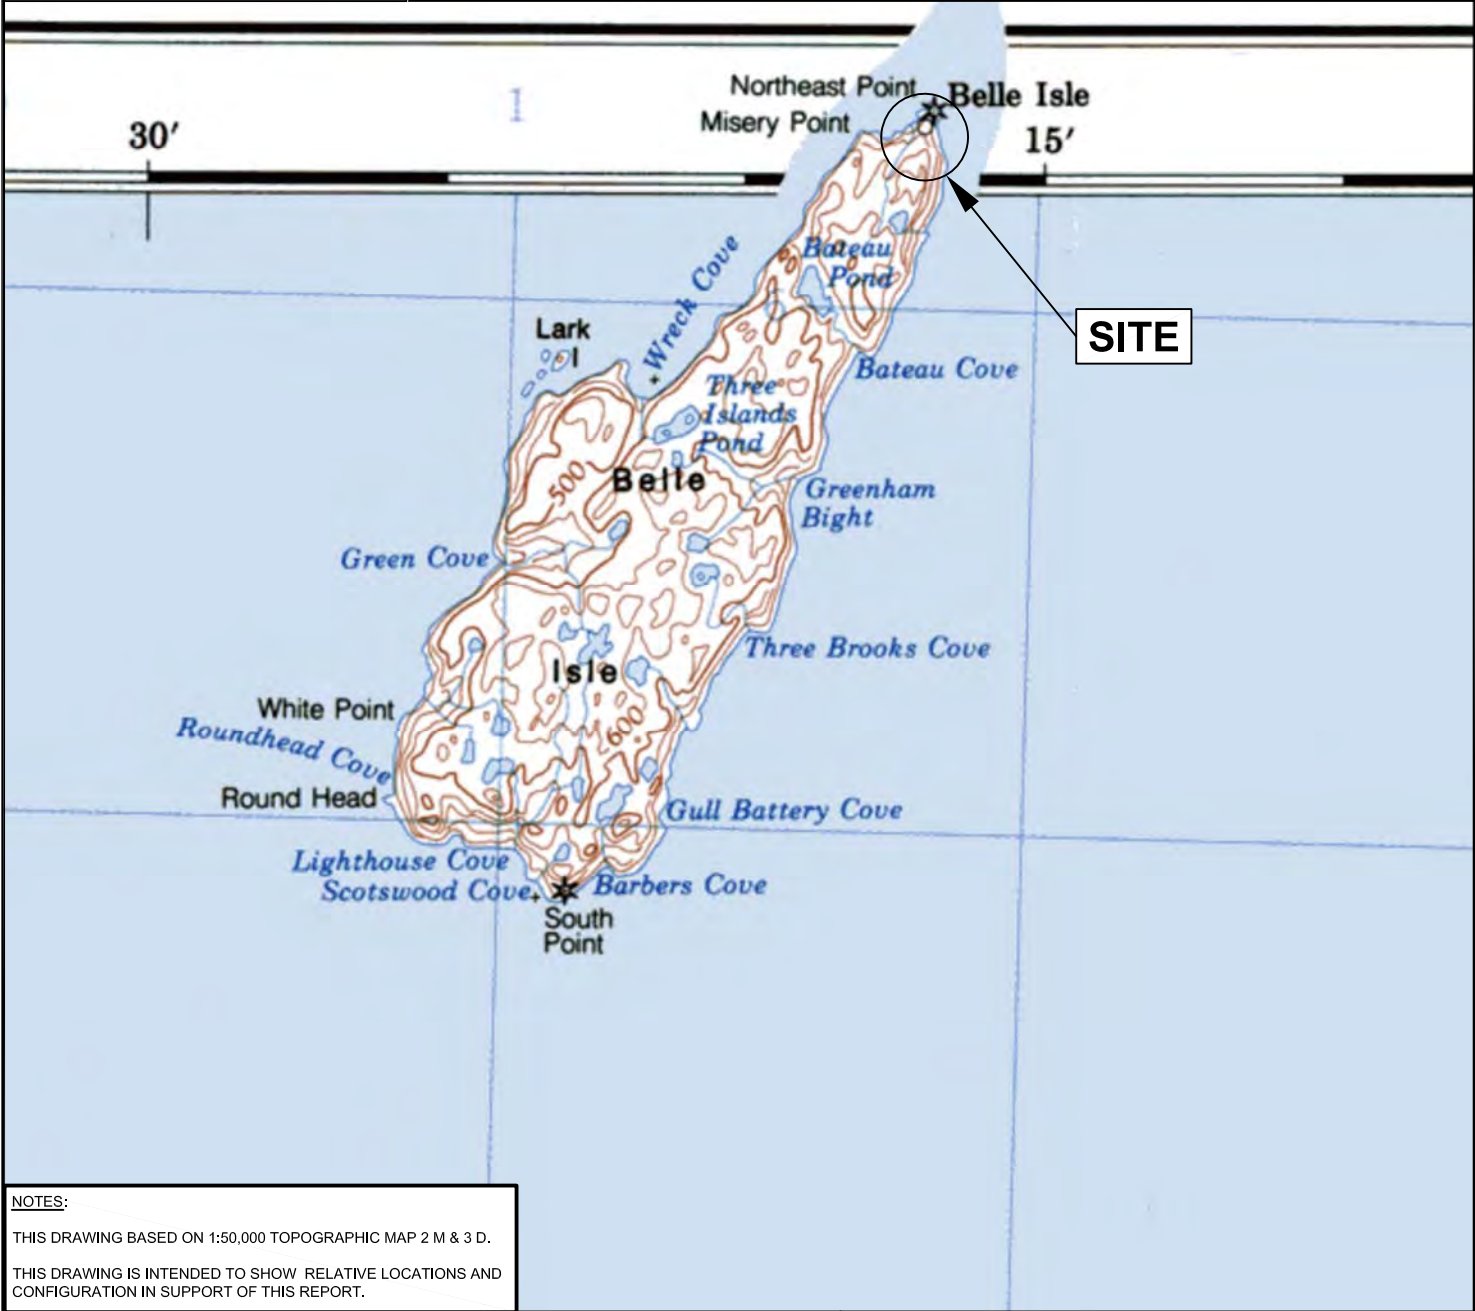 Northeast Point
Belle Isle
Misery Point
30′
1
15′
SITE
Bateau
Pond
Wreck Cove
Lark
I
Bateau Cove
Three
Islands
Pond
Belle
500
Greenham
Bight
Green Cove
Three Brooks Cove
Isle
White Point
600
Roundhead Cove
Round Head
Gull Battery Cove
Lighthouse Cove
Scotswood Cove
Barbers Cove
South
Point
NOTES:
THIS DRAWING BASED ON 1:50,000 TOPOGRAPHIC MAP 2 M & 3 D.
THIS DRAWING IS INTENDED TO SHOW RELATIVE LOCATIONS AND
CONFIGURATION IN SUPPORT OF THIS REPORT.